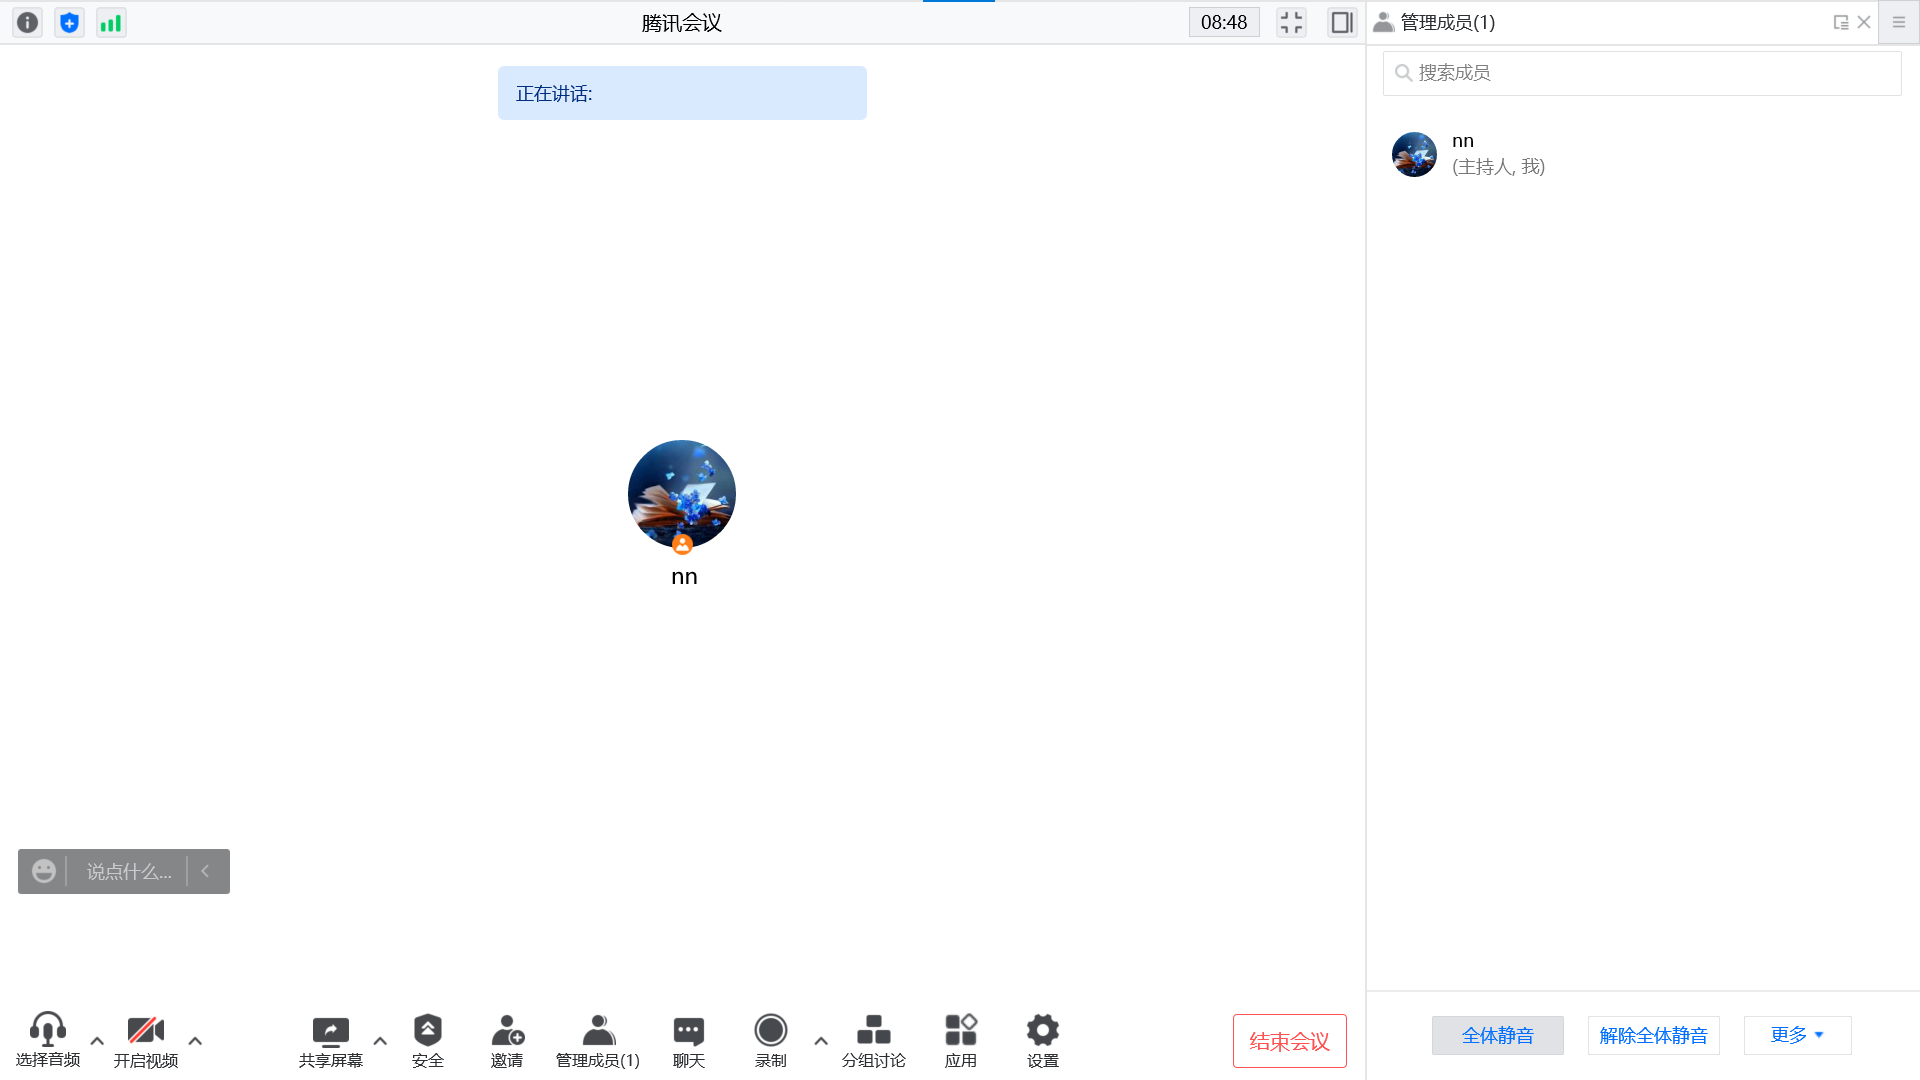 腾讯会议
08:48
管理成员(1)
搜索成员
正在讲话:
nn
(主持人, 我)
nn
说点什么...
选择音频
开启视频
共享屏幕
安全
邀请
管理成员(1)
聊天
录制
分组讨论
应用
设置
结束会议
全体静音
解除全体静音
更多